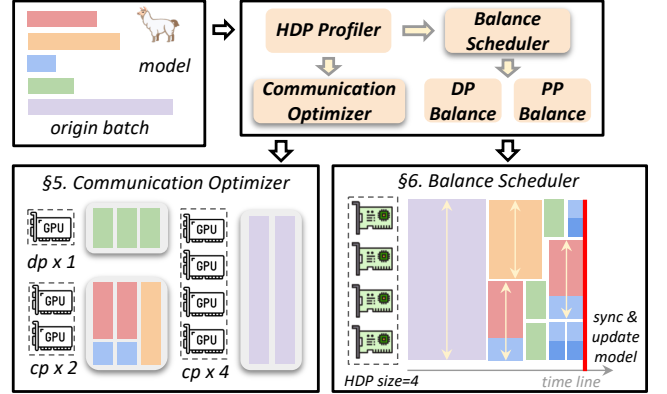 model
origin batch
HDP Profiler
Balance
Scheduler
Communication
Optimizer
DP
Balance
PP
Balance
§5. Communication Optimizer
GPU
dp x 1
GPU
GPU
cp x 2
GPU
GPU
GPU
GPU
cp x 4
§6. Balance Scheduler
sync &
update
model
HDP size=4
time line